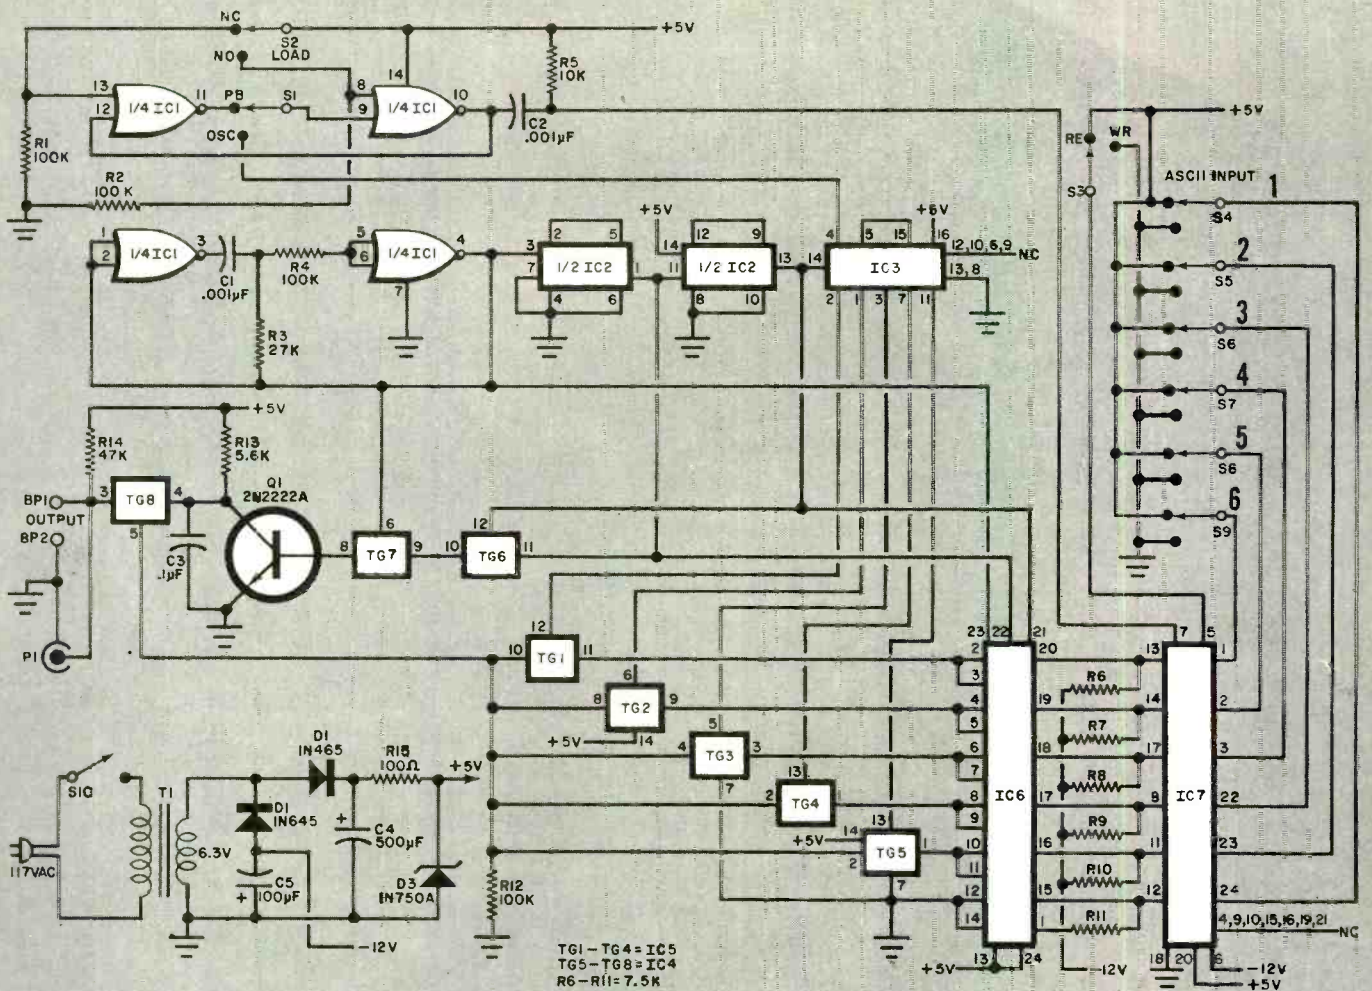 NC
S2
LOAD
+5V
NO
R5
10K
13
12
1/4 IC1
11
PB
S1
14
8
9
1/4 IC1
10
C2
.001µF
OSC
R1
100K
R2
100K
+5V
RE
WR
S3
ASCII INPUT
1
S4
2
S5
3
S6
4
S7
5
S6
6
S9
1
2
1/4 IC1
3
C1
.001µF
R4
100K
5
6
1/4 IC1
4
7
R3
27K
2
5
3
7
1/2 IC2
1
4
6
+5V
14
11
12
9
1/2 IC2
13
8
10
4
5
15
+5V
16
14
IC3
12,10,6,9
NC
13,8
2
1
3
7
11
+5V
R14
47K
R13
5.6K
Q1
2N2222A
BP1
OUTPUT
BP2
3
TG8
4
5
C3
.1µF
P1
8
6
TG7
9
10
12
TG6
11
12
10
TG1
11
6
8
TG2
9
+5V
14
5
4
TG3
3
7
13
2
TG4
1
13
14
+5V
2
TG5
7
R12
100K
23
22
21
2
3
4
5
6
7
8
9
10
11
12
14
IC6
20
19
18
17
16
15
1
+5V
13
24
R6
R7
R8
R9
R10
R11
-12V
7
5
13
14
17
8
11
12
IC7
1
2
3
22
23
24
4,9,10,15,16,19,21
NC
18
20
6
-12V
+5V
S10
117VAC
T1
6.3V
D1
IN465
D1
IN645
R15
100Ω
+5V
+
C4
500µF
C5
+
100µF
D3
IN750A
-12V
TG1-TG4=IC5
TG5-TG8=IC4
R6-R11=7.5K